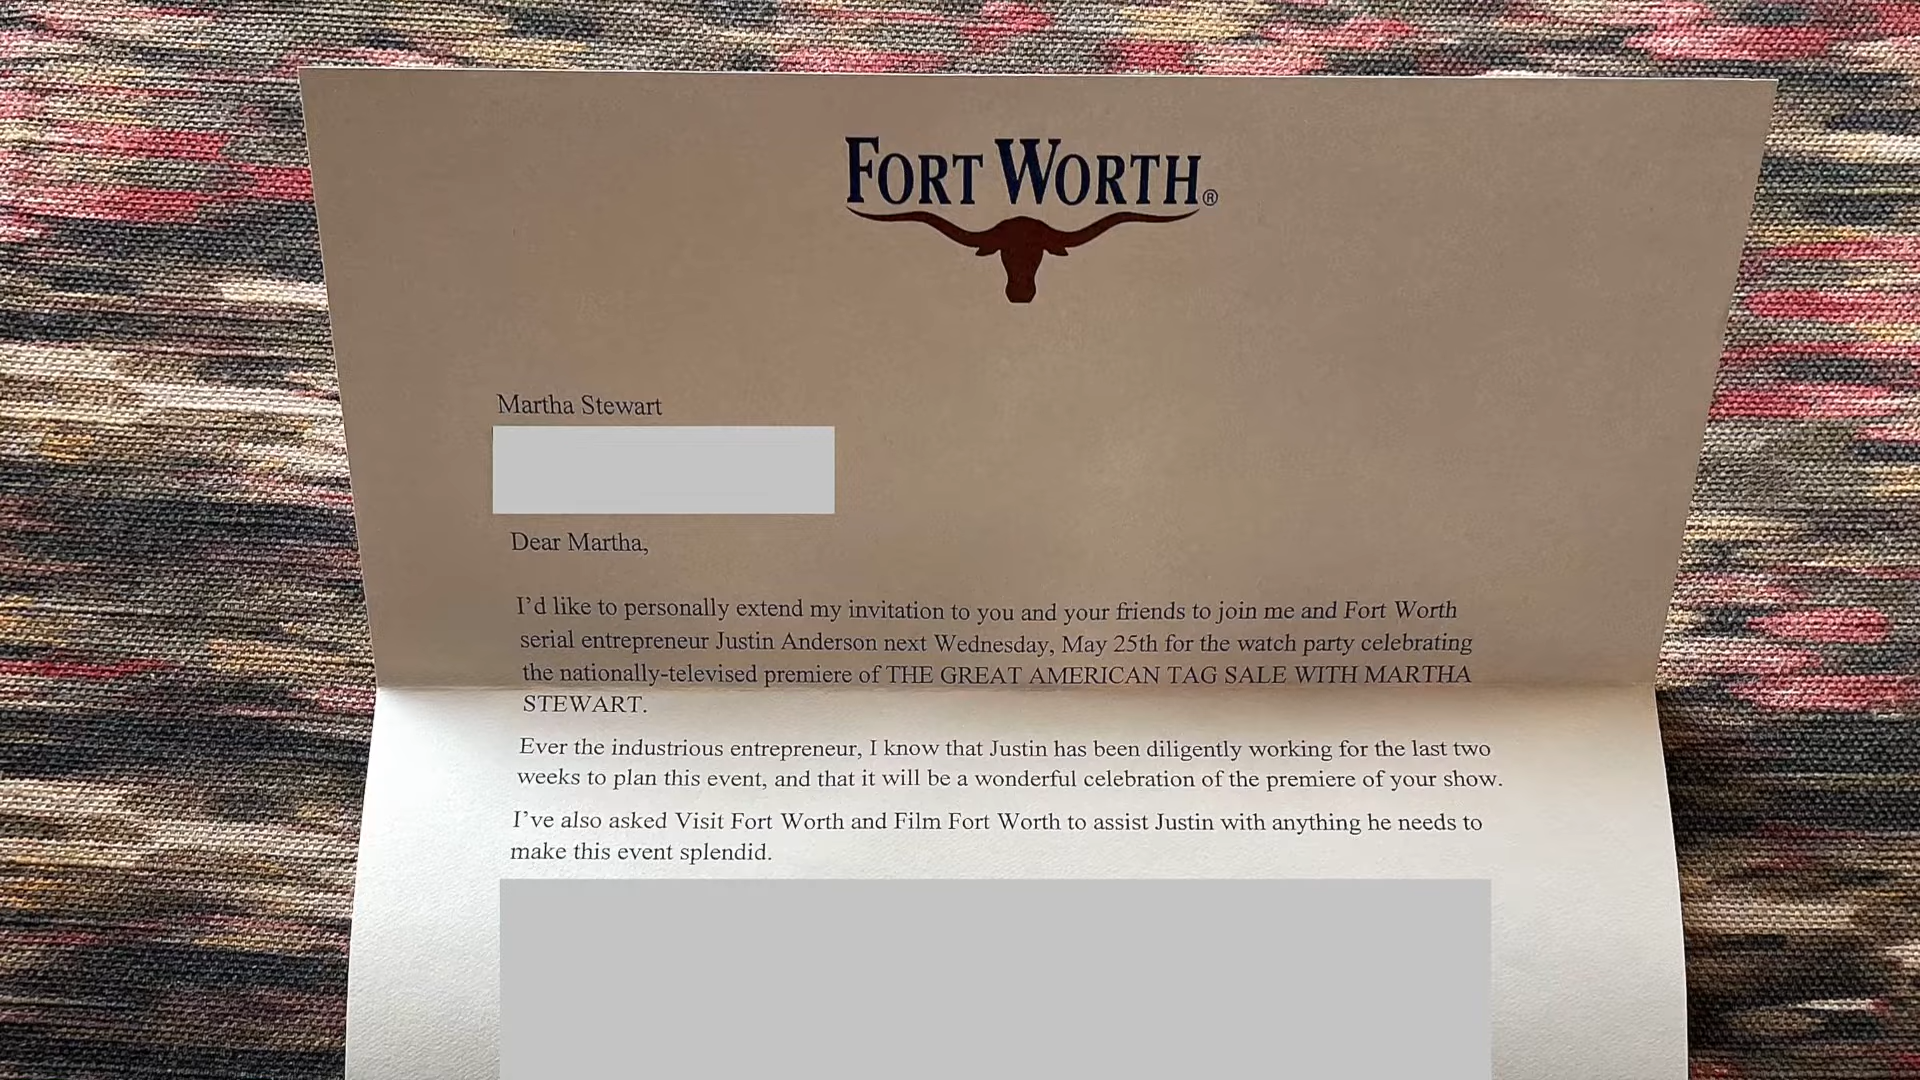 FORT WORTH®
Martha Stewart
Dear Martha,
I’d like to personally extend my invitation to you and your friends to join me and Fort Worth
serial entrepreneur Justin Anderson next Wednesday, May 25th for the watch party celebrating
the nationally-televised premiere of THE GREAT AMERICAN TAG SALE WITH MARTHA
STEWART.
Ever the industrious entrepreneur, I know that Justin has been diligently working for the last two
weeks to plan this event, and that it will be a wonderful celebration of the premiere of your show.
I’ve also asked Visit Fort Worth and Film Fort Worth to assist Justin with anything he needs to
make this event splendid.